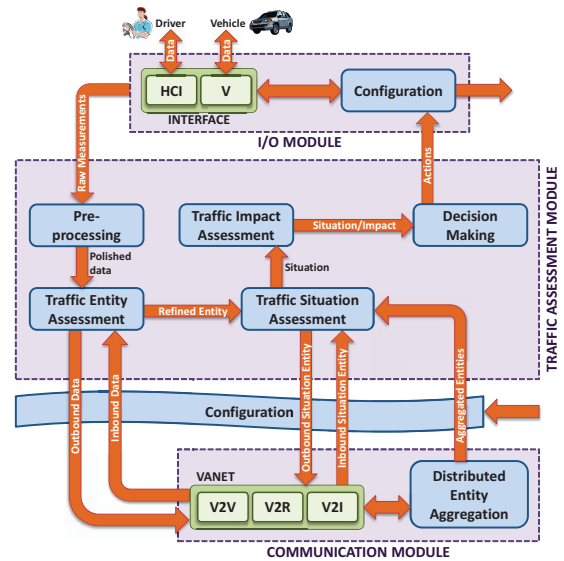 Driver
Vehicle
Data
Data
HCI
V
INTERFACE
Configuration
I/O MODULE
Raw Measurements
Actions
Pre-
processing
Traffic Impact
Assessment
Situation/Impact
Decision
Making
Polished
data
Situation
Traffic Entity
Assessment
Refined Entity
Traffic Situation
Assessment
TRAFFIC ASSESSMENT MODULE
Outbound Data
Inbound Data
Outbound Situation Entity
Inbound Situation Entity
Aggregated Entities
Configuration
VANET
V2V
V2R
V2I
Distributed
Entity
Aggregation
COMMUNICATION MODULE